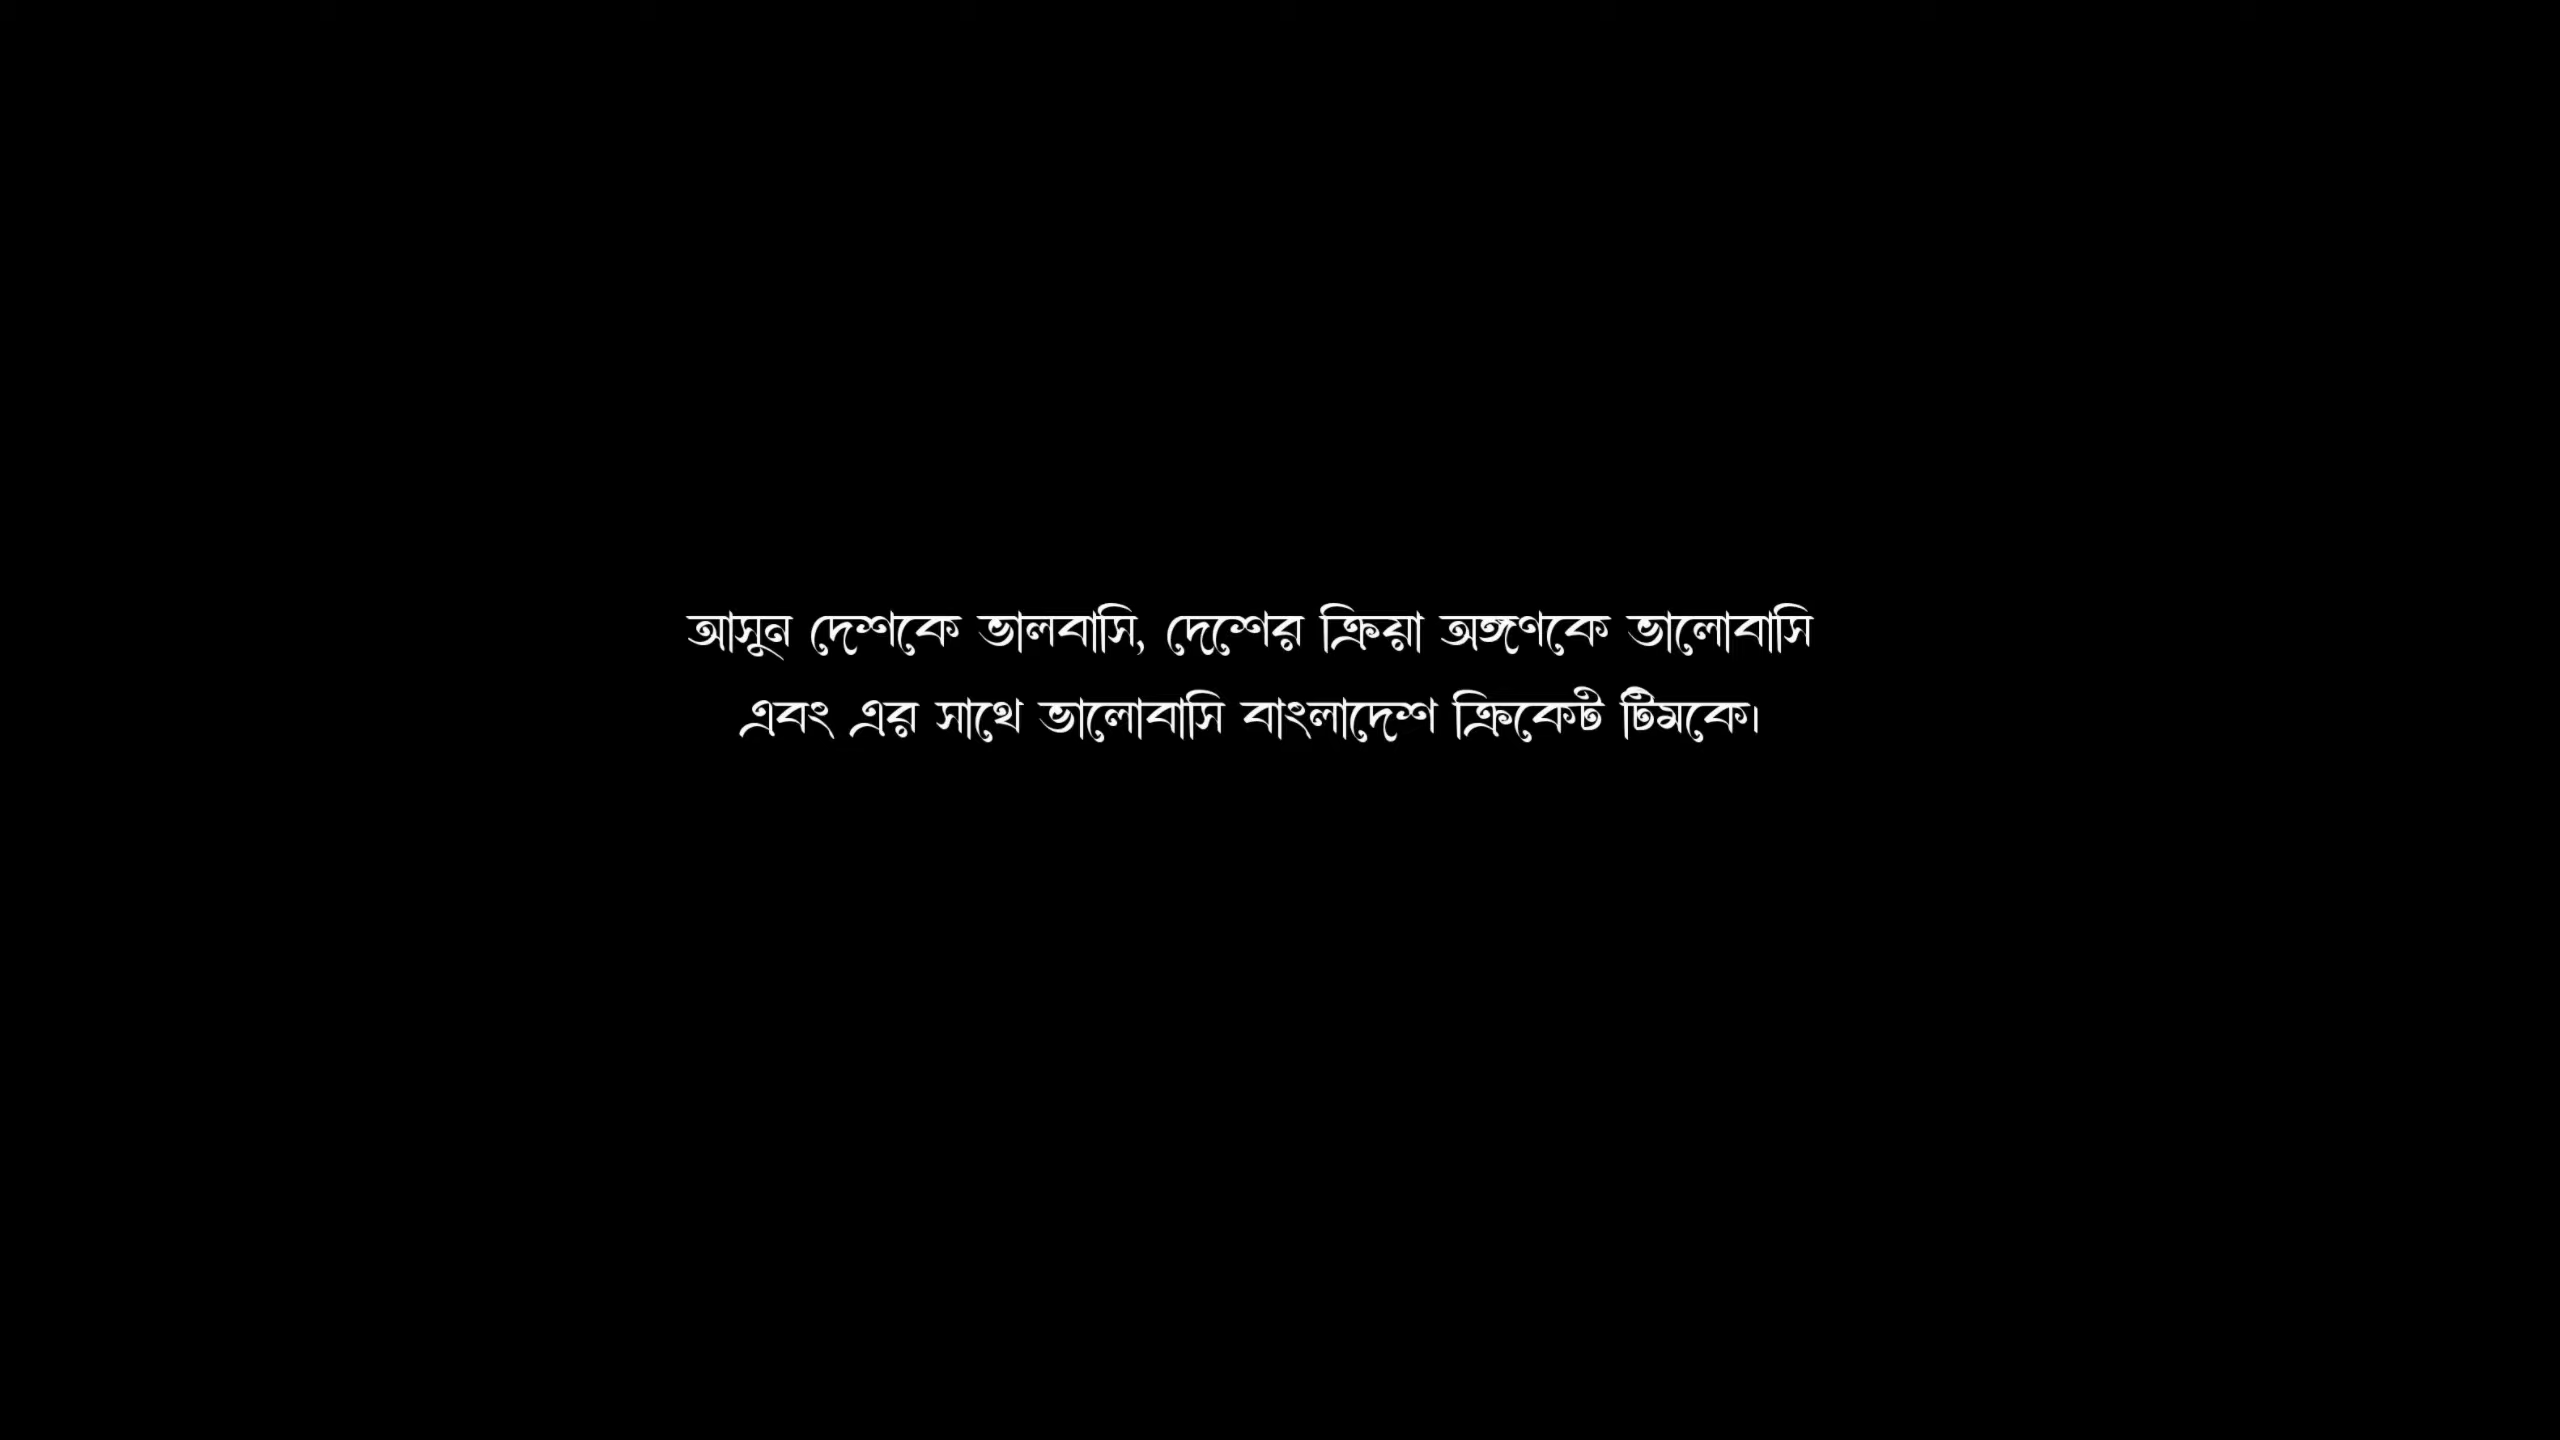 আসুন দেশকে ভালবাসি, দেশের ক্রিয়া অঙ্গণকে ভালোবাসি
এবং এর সাথে ভালোবাসি বাংলাদেশ ক্রিকেট টিমকে।